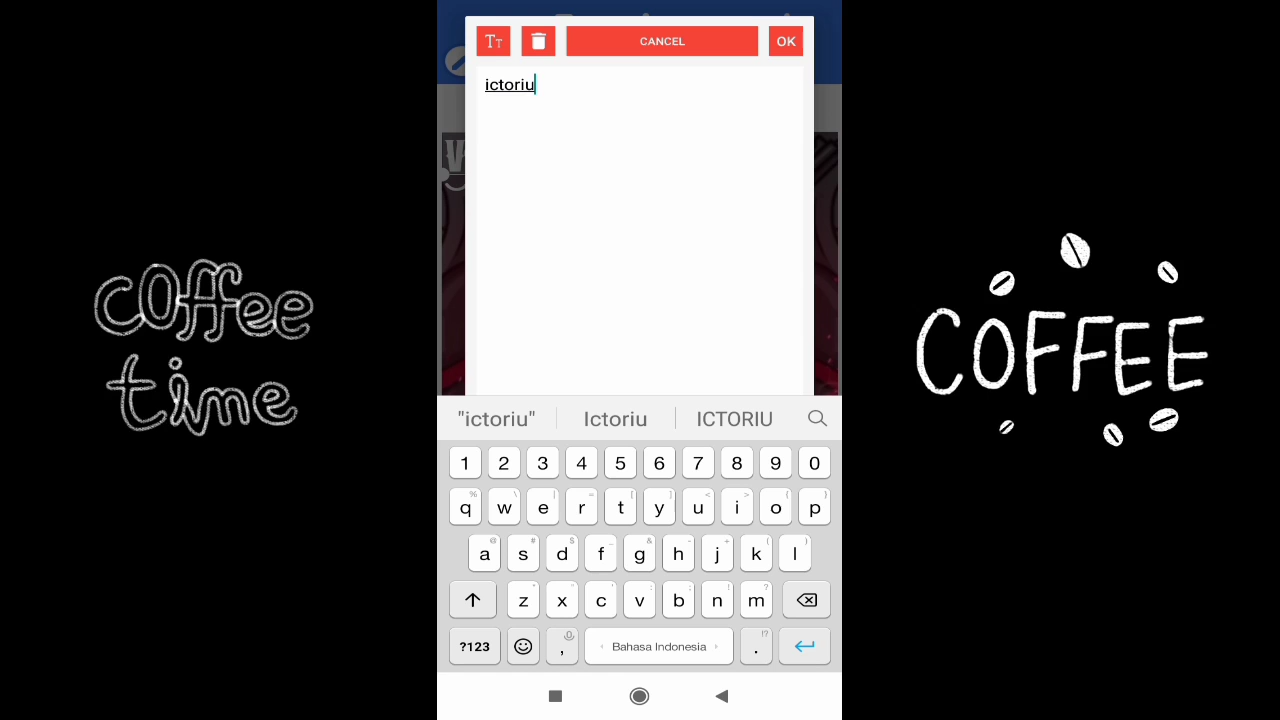 Tт CANCEL OK
ictoriu
V
"ictoriu" Ictoriu ICTORIU
1 2 3 4 5 6 7 8 9 0
q w e r t y u i o p
a s d f g h j k l
z x c v b n m
?123 , Bahasa Indonesia .
coffee
time
COFFEE